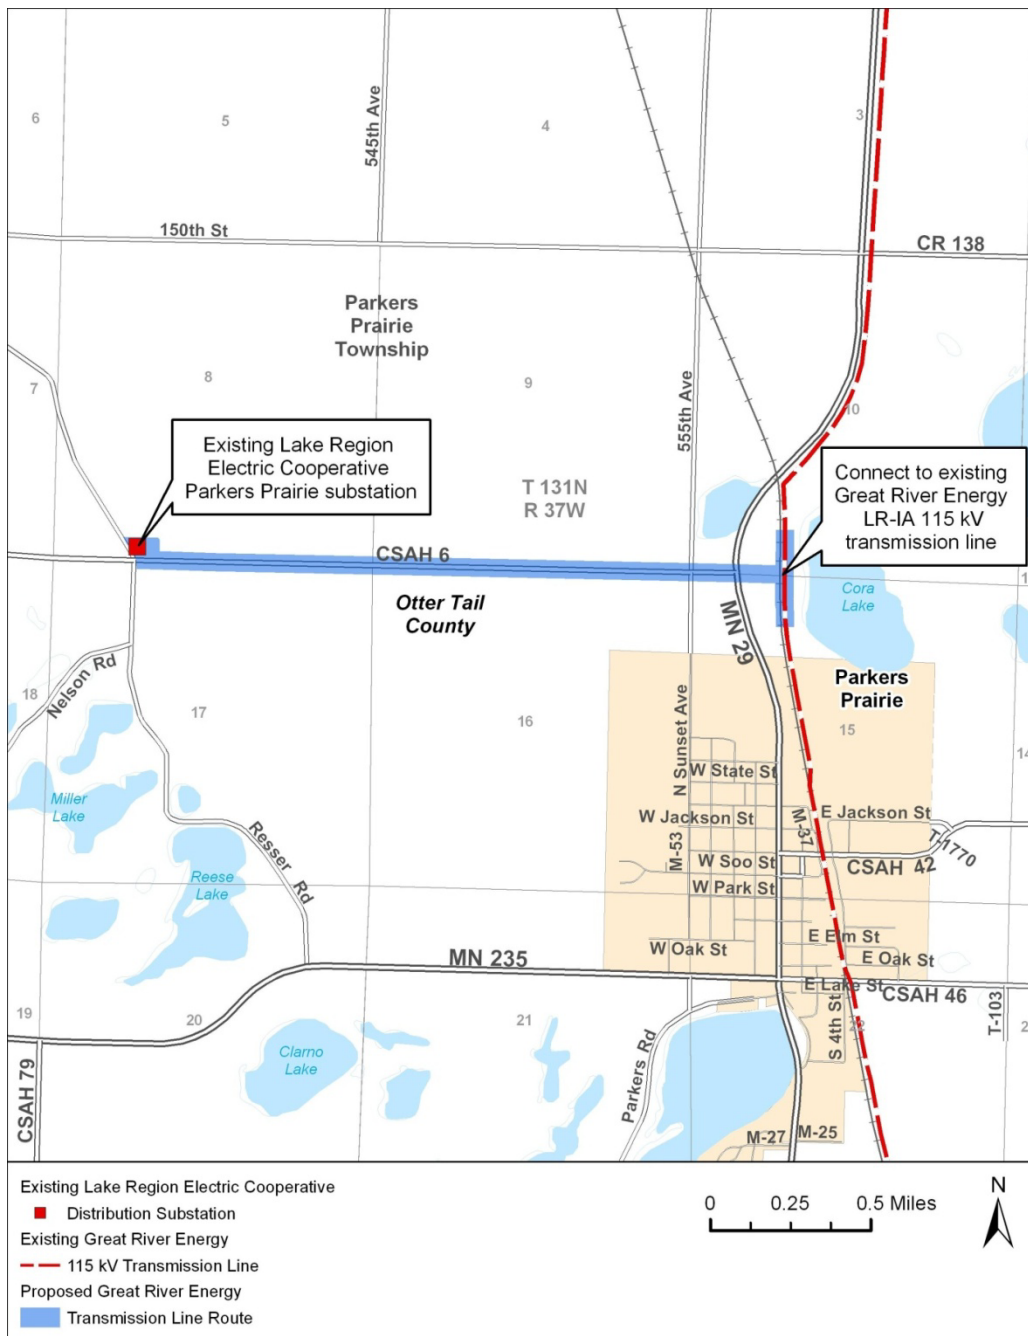 6
5
4
3
545th Ave
150th St
CR 138
Parkers
Prairie
Township
7
8
9
10
555th Ave
Existing Lake Region
Electric Cooperative
Parkers Prairie substation
T 131N
R 37W
Connect to existing
Great River Energy
LR-IA 115 kV
transmission line
CSAH 6
Otter Tail
County
MN 29
Cora
Lake
1
Nelson Rd
18
17
16
15
14
Parkers
Prairie
N Sunset Ave
W State St
Miller
Lake
W Jackson St
M-37
E Jackson St
T-1770
M-53
Resser Rd
W Soo St
CSAH 42
Reese
Lake
W Park St
E Elm St
W Oak St
E Oak St
MN 235
E Lake St
CSAH 46
19
20
21
22
2
S 4th St
T-103
Parkers Rd
Clarno
Lake
CSAH 79
M-27
M-25
Existing Lake Region Electric Cooperative
Distribution Substation
Existing Great River Energy
115 kV Transmission Line
Proposed Great River Energy
Transmission Line Route
0 0.25 0.5 Miles
N